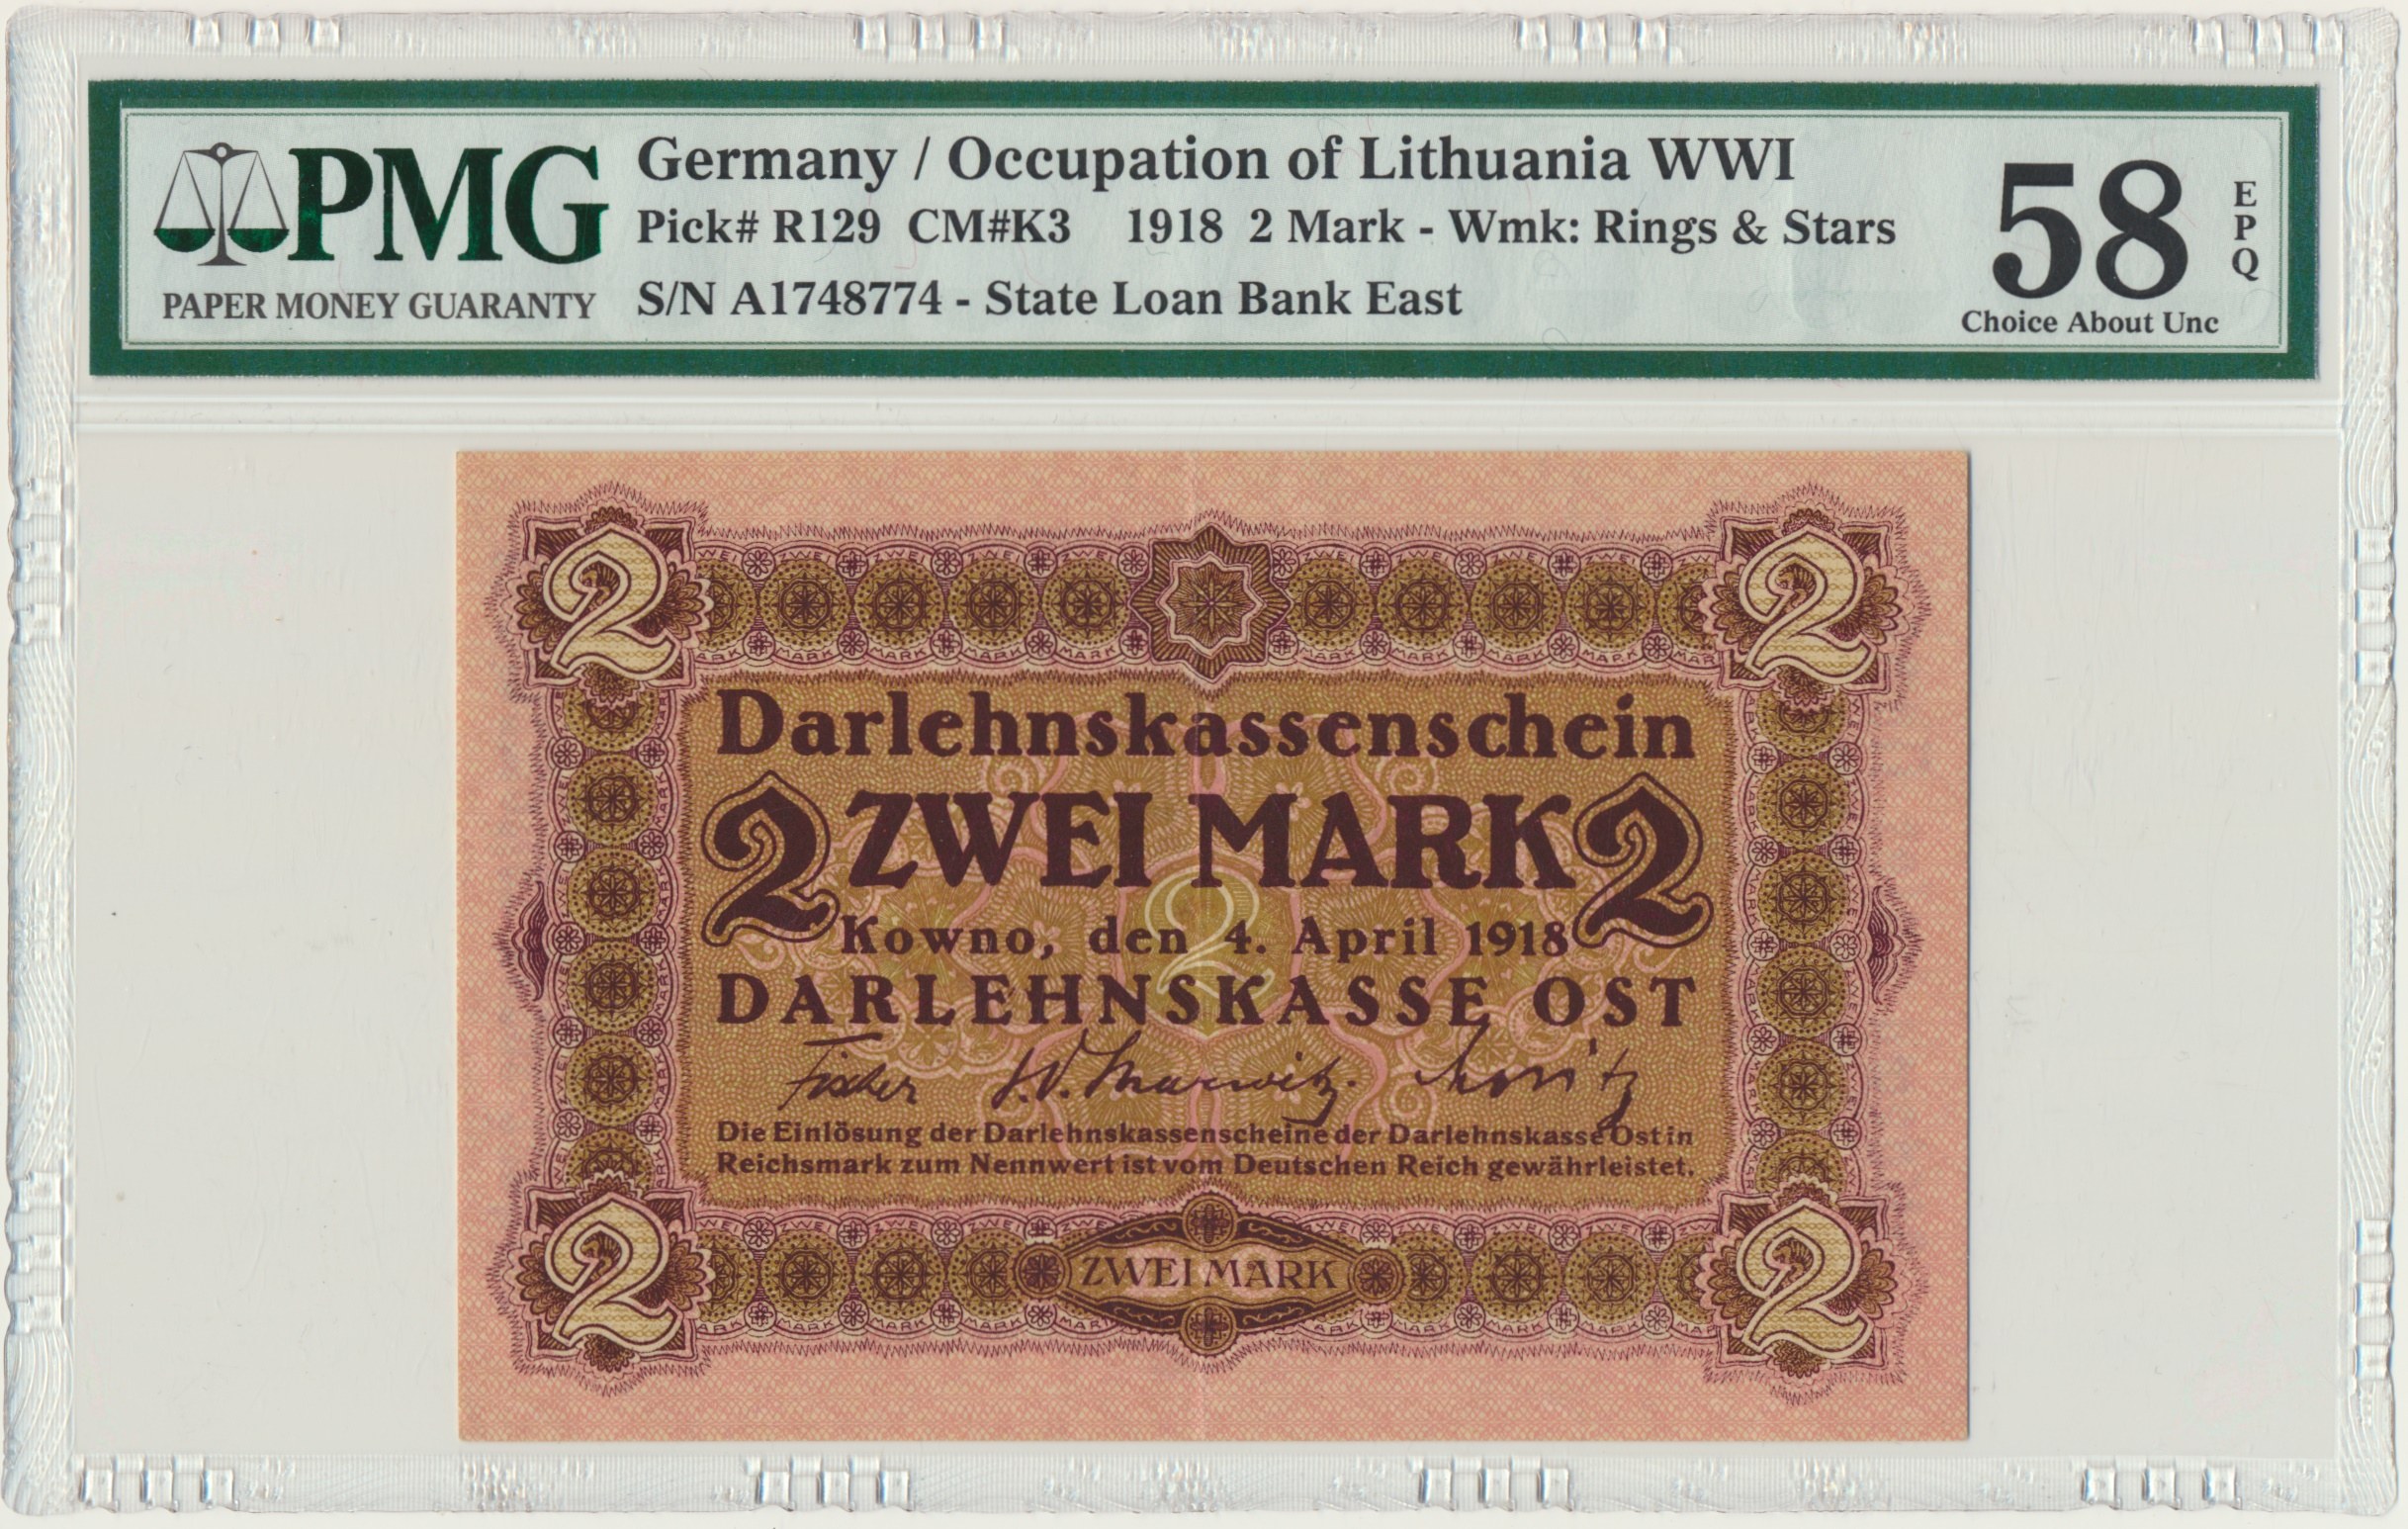 PMG
PAPER MONEY GUARANTY
Germany / Occupation of Lithuania WWI
Pick# R129 CM#K3 1918 2 Mark - Wmk: Rings & Stars
S/N A1748774 - State Loan Bank East
58
EPQ
Choice About Unc
2 2
Darlehnskassenschein
2 ZWEI MARK 2
2
Kowno, den 4. April 1918
DARLEHNSKASSE OST
Fischer
Die Einlösung der Darlehnskassenscheine der Darlehnskasse Ost in
Reichsmark zum Nennwert ist vom Deutschen Reich gewährleistet.
2 ZWEI MARK 2